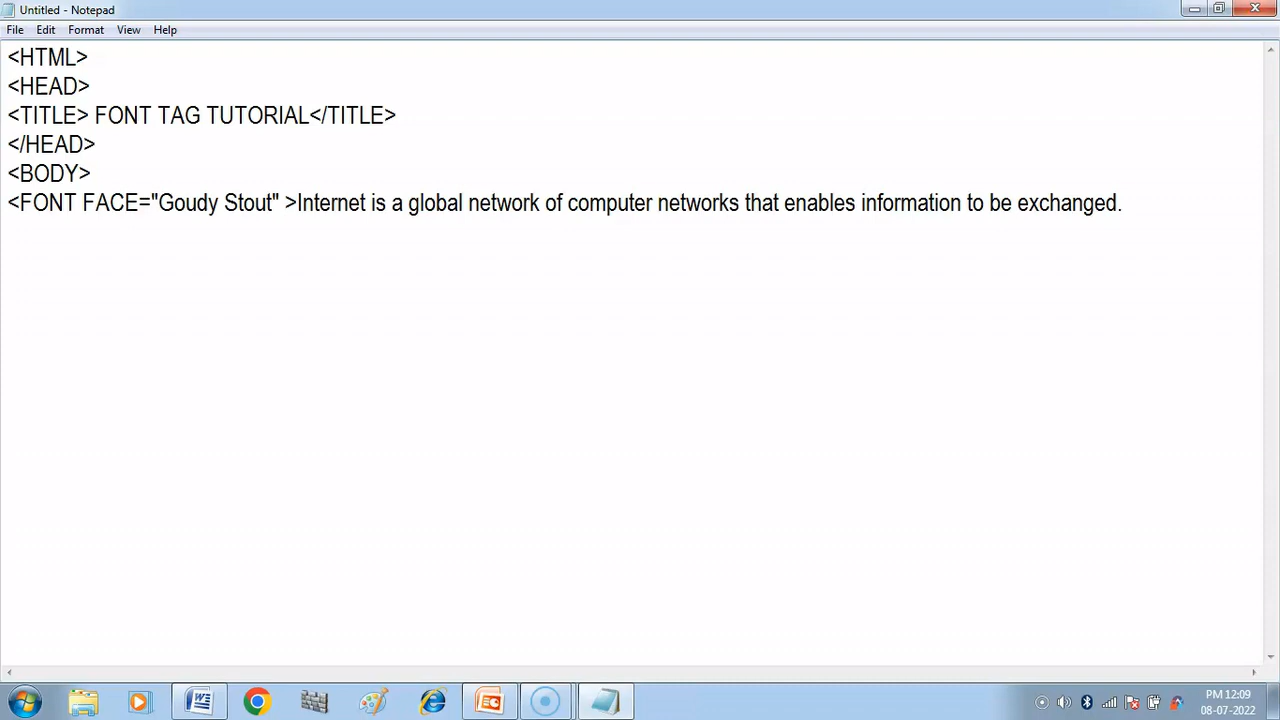 Untitled - Notepad
File Edit Format View Help
<HTML>
<HEAD>
<TITLE> FONT TAG TUTORIAL</TITLE>
</HEAD>
<BODY>
<FONT FACE="Goudy Stout" >Internet is a global network of computer networks that enables information to be exchanged.
PM 12:09
08-07-2022